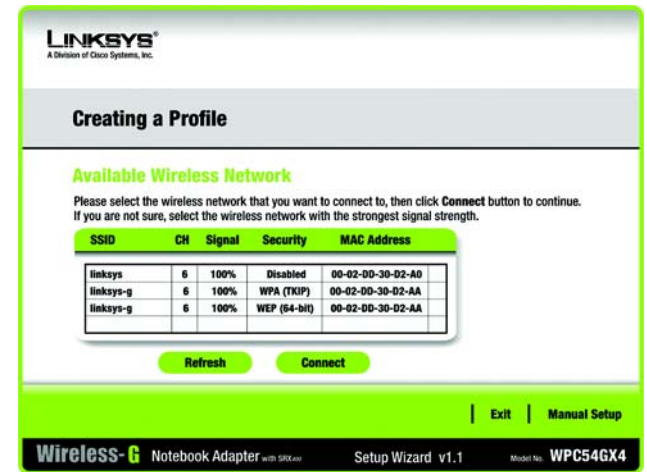 LINKSYS®
A Division of Cisco Systems, Inc.
Creating a Profile
Available Wireless Network
Please select the wireless network that you want to connect to, then click Connect button to continue.
If you are not sure, select the wireless network with the strongest signal strength.
SSID CH Signal Security MAC Address
linksys 6 100% Disabled 00-02-DD-30-D2-A0
linksys-g 6 100% WPA (TKIP) 00-02-DD-30-D2-AA
linksys-g 6 100% WEP (64-bit) 00-02-DD-30-D2-AA
Refresh Connect
Exit Manual Setup
Wireless-G Notebook Adapter with SRX400 Setup Wizard v1.1 Model No. WPC54GX4